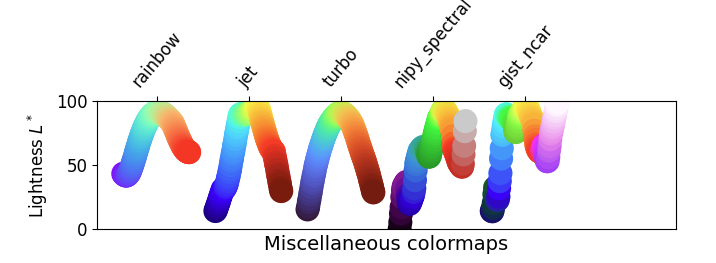 rainbow
jet
turbo
nipy_spectral
gist_ncar
100
50
0
Lightness L*
Miscellaneous colormaps